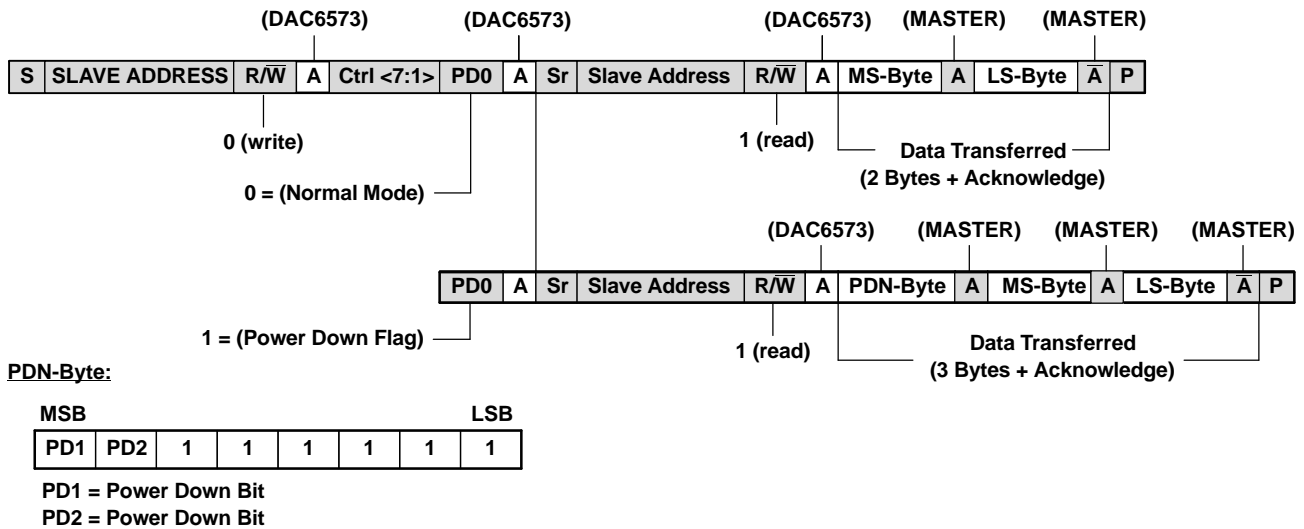 (DAC6573) (DAC6573) (DAC6573) (MASTER) (MASTER)
S SLAVE ADDRESS R/W̅ A Ctrl <7:1> PD0 A Sr Slave Address R/W̅ A MS-Byte A LS-Byte A̅ P
0 (write) 1 (read) Data Transferred
(2 Bytes + Acknowledge)
0 = (Normal Mode)
(DAC6573) (MASTER) (MASTER) (MASTER)
PD0 A Sr Slave Address R/W̅ A PDN-Byte A MS-Byte A LS-Byte A̅ P
1 = (Power Down Flag) 1 (read) Data Transferred
(3 Bytes + Acknowledge)
PDN-Byte:
MSB LSB
PD1 PD2 1 1 1 1 1 1
PD1 = Power Down Bit
PD2 = Power Down Bit